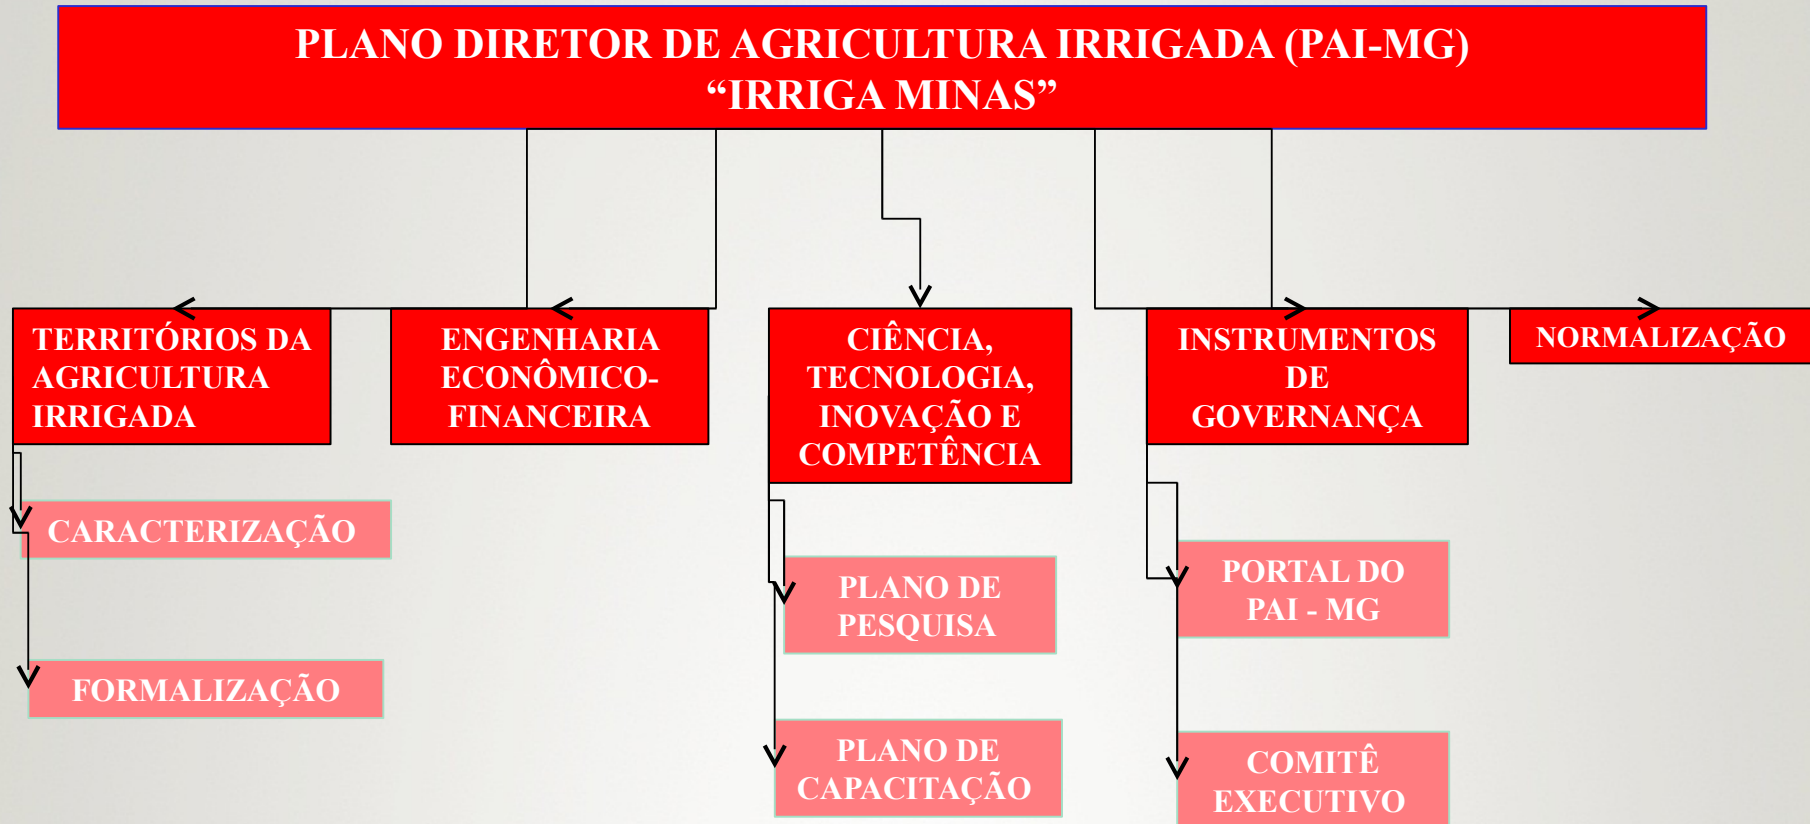 PLANO DIRETOR DE AGRICULTURA IRRIGADA (PAI-MG)
“IRRIGA MINAS”
TERRITÓRIOS DA
AGRICULTURA
IRRIGADA
ENGENHARIA
ECONÔMICO-
FINANCEIRA
CIÊNCIA,
TECNOLOGIA,
INOVAÇÃO E
COMPETÊNCIA
INSTRUMENTOS
DE
GOVERNANÇA
NORMALIZAÇÃO
CARACTERIZAÇÃO
FORMALIZAÇÃO
PLANO DE
PESQUISA
PLANO DE
CAPACITAÇÃO
PORTAL DO
PAI - MG
COMITÊ
EXECUTIVO